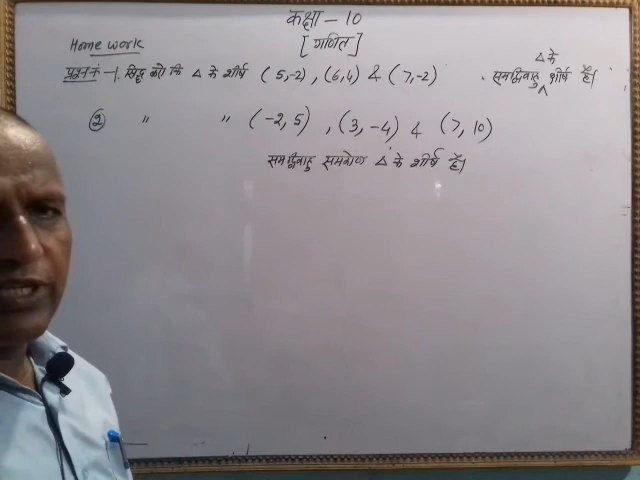 कक्षा - 10
[गणित]
Home work
प्रश्न नं -1. सिद्ध करो कि Δ के शीर्ष (5,-2), (6,4) & (7,-2) . समद्विबाहु ^ Δ के शीर्ष हैं।
② " " (-2, 5) , (3, -4) & (7, 10)
समद्विबाहु समकोण Δ के शीर्ष हैं।